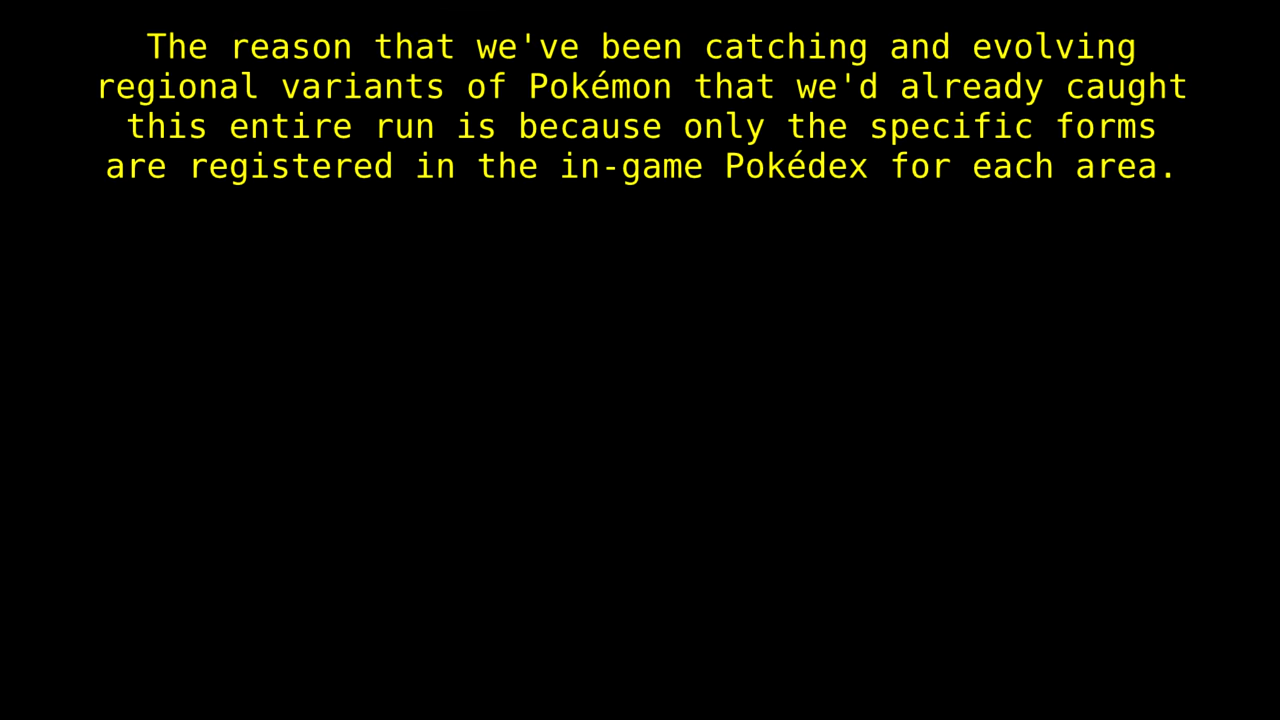 The reason that we've been catching and evolving
regional variants of Pokémon that we'd already caught
this entire run is because only the specific forms
are registered in the in-game Pokédex for each area.